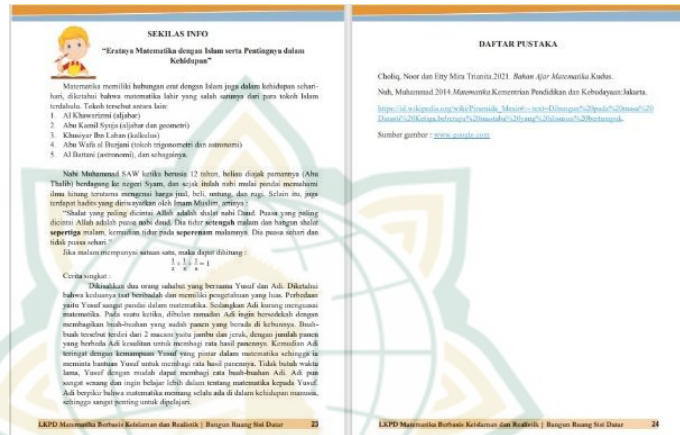 SEKILAS INFO
“Eratnya Matematika dengan Islam serta Pentingnya dalam
Kehidupan”
Matematika memiliki hubungan erat dengan Islam juga dalam kehidupan sehari-
hari, diketahui bahwa matematika lahir yang salah satunya dari para tokoh Islam
terdahulu. Tokoh tersebut antara lain:
1. Al Khawarizmi (aljabar)
2. Abu Kamil Syuja (aljabar dan geometri)
3. Khusiyar Ibn Laban (kalkulus)
4. Abu Wafa al Burjani (tokoh trigonometri dan astronomi)
5. Al Battani (astronomi), dan sebagainya.
Nabi Muhammad SAW ketika berusia 12 tahun, beliau diajak pamannya (Abu
Thalib) berdagang ke negeri Syam, dan sejak itulah nabi mulai pandai memahami
ilmu hitung terutama mengenai harga jual, beli, untung, dan rugi. Selain itu, juga
terdapat hadits yang diriwayatkan oleh Imam Muslim, artinya :
“Shalat yang paling dicintai Allah adalah shalat nabi Daud. Puasa yang paling
dicintai Allah adalah puasa nabi daud. Dia tidur setengah malam dan bangun shalat
sepertiga malam, kemudian tidur pada seperenam malamnya. Dia puasa sehari dan
tidak puasa sehari.”
Jika malam mempunyai satuan satu, maka dapat dihitung :
Cerita singkat :
Dikisahkan dua orang sahabat yang bernama Yusuf dan Adi. Diketahui
bahwa keduanya taat beribadah dan memiliki pengetahuan yang luas. Perbedaan
yaitu Yusuf sangat pandai dalam matematika. Sedangkan Adi kurang menguasai
matematika. Pada suatu ketika, dibulan ramadan Adi ingin bersedekah dengan
membagikan buah-buahan yang sudah panen yang berada di kebunnya. Buah-
buah tersebut terdiri dari 2 macam yaitu jambu dan jeruk, dengan jumlah panen
yang berbeda Adi kesulitan untuk membagi rata hasil panennya. Kemudian Adi
teringat dengan kemampuan Yusuf yang pintar dalam matematika sehingga ia
meminta bantuan Yusuf untuk membagi rata hasil panennya. Tidak butuh waktu
lama, Yusuf dengan mudah dapat membagi rata buah-buahan Adi. Adi pun
sangat senang dan ingin belajar lebih dalam tentang matematika kepada Yusuf.
Adi berpikir bahwa matematika memang selalu ada di dalam kehidupan manusia,
sehingga sangat penting untuk dipelajari.
LKPD Matematika Berbasis Keislaman dan Realistik | Bangun Ruang Sisi Datar 23
DAFTAR PUSTAKA
Choliq, Noor dan Etty Mira Trianita.2021. Bahan Ajar Matematika.Kudus.
Nuh, Muhammad.2014.Matematika.Kementrian Pendidikan dan Kebudayaan:Jakarta.
Sumber gambar : www.google.com
LKPD Matematika Berbasis Keislaman dan Realistik | Bangun Ruang Sisi Datar 24